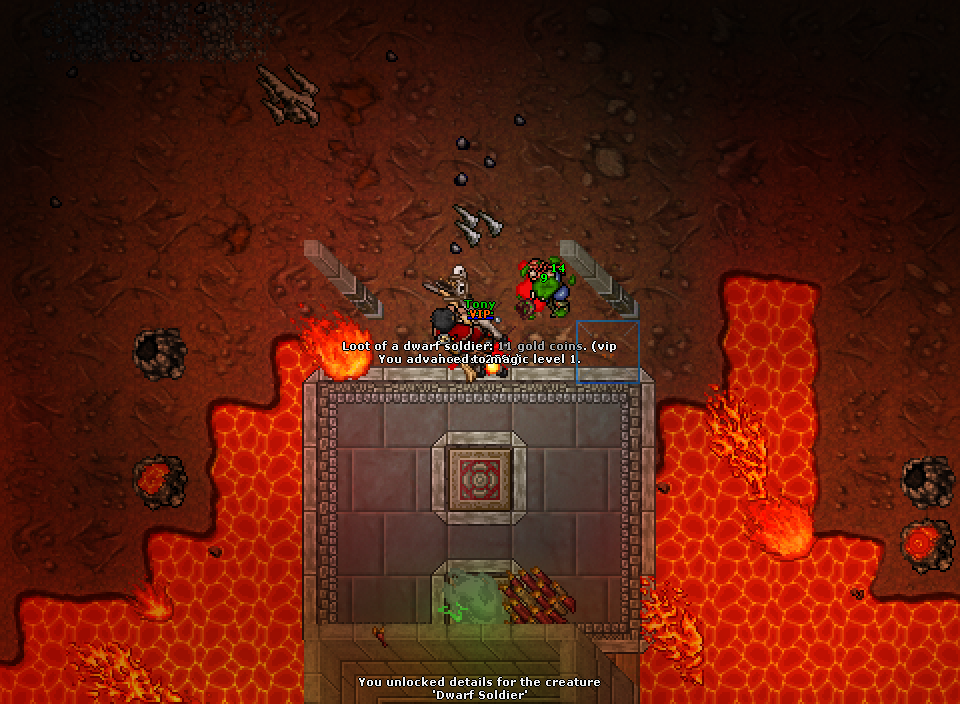 14
9
Tony
VIP
Loot of a dwarf soldier: 11 gold coins. (vip
You advanced to magic level 1.
You unlocked details for the creature
'Dwarf Soldier'